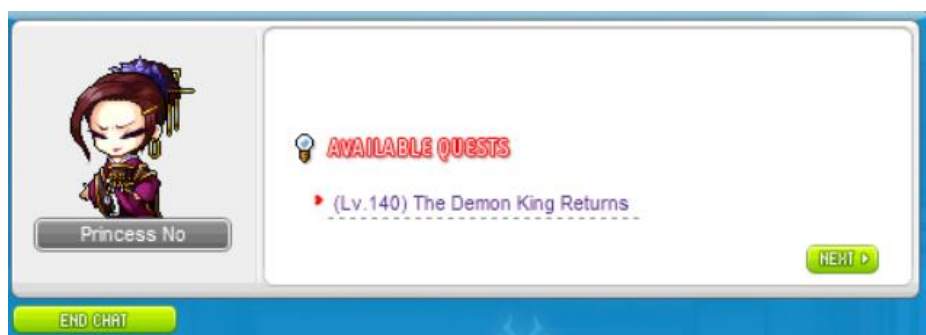 AVAILABLE QUESTS
(Lv.140) The Demon King Returns
Princess No
NEXT
END CHAT